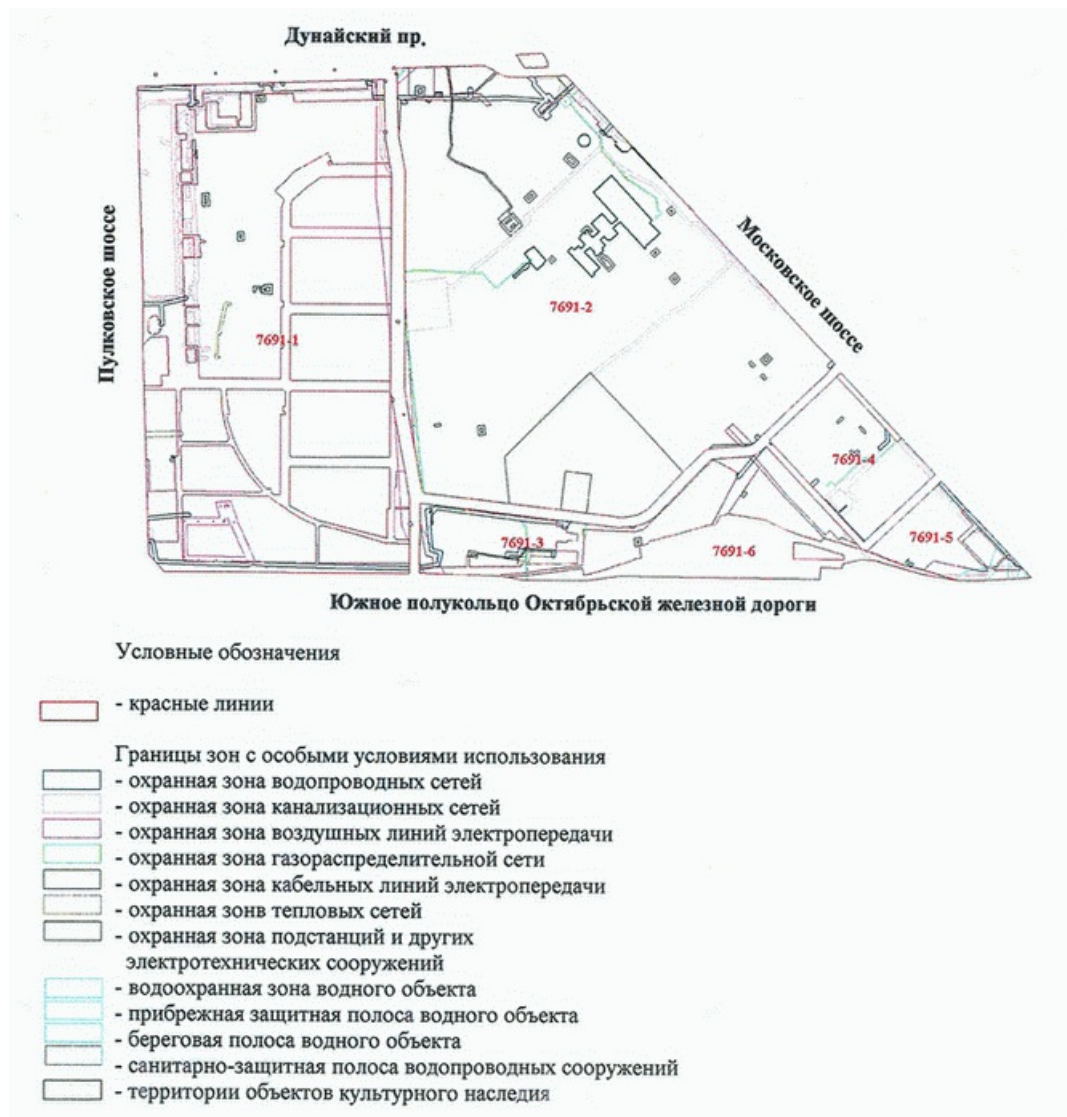 Дунайский пр.
Пулковское шоссе
Московское шоссе
7691-2
7691-1
7691-4
7691-5
7691-3
7691-6
Южное полукольцо Октябрьской железной дороги
Условные обозначения
- красные линии
Границы зон с особыми условиями использования
- охранная зона водопроводных сетей
- охранная зона канализационных сетей
- охранная зона воздушных линий электропередачи
- охранная зона газораспределительной сети
- охранная зона кабельных линий электропередачи
- охранная зонв тепловых сетей
- охранная зона подстанций и других
электротехнических сооружений
- водоохранная зона водного объекта
- прибрежная защитная полоса водного объекта
- береговая полоса водного объекта
- санитарно-защитная полоса водопроводных сооружений
- территории объектов культурного наследия